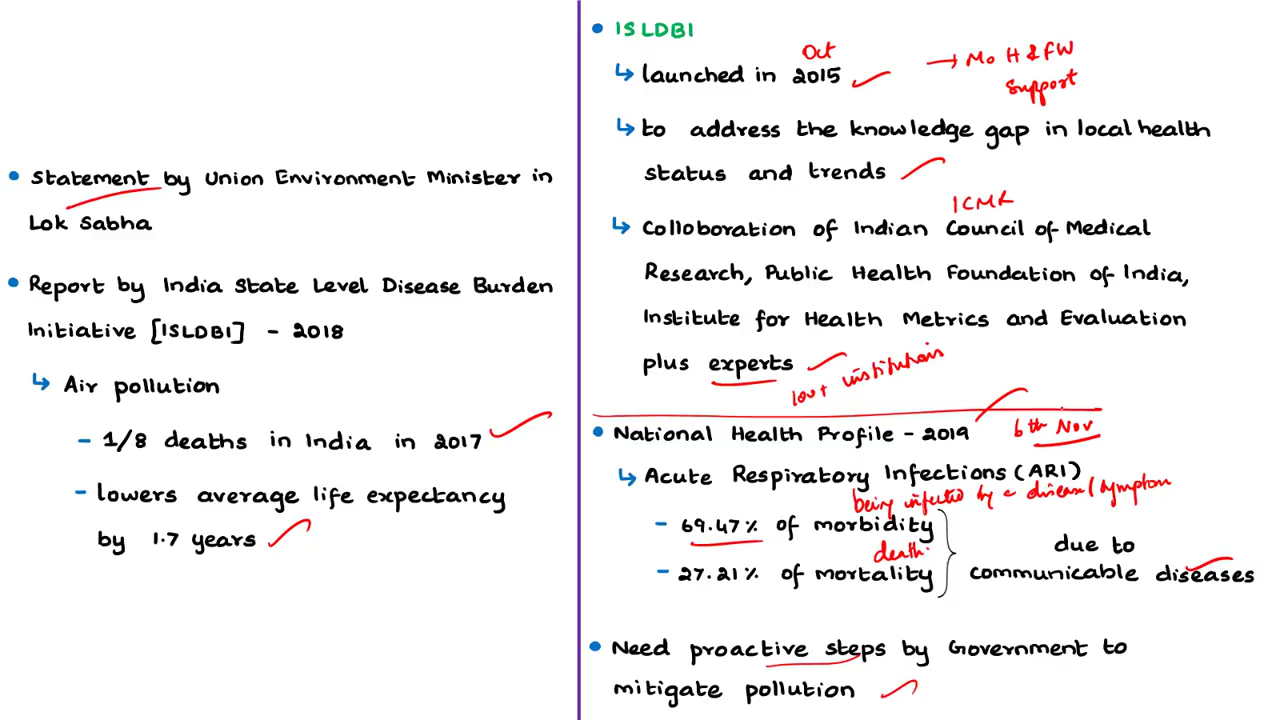 • Statement by Union Environment Minister in
Lok Sabha
• Report by India State Level Disease Burden
Initiative [ISLDBI] - 2018
↳ Air pollution
- 1/8 deaths in India in 2017
- lowers average life expectancy
by 1.7 years
• ISLDBI
Oct
↳ launched in 2015
→ Mo H & FW
Support
↳ to address the knowledge gap in local health
status and trends
ICMR
↳ Colloboration of Indian Council of Medical
Research, Public Health Foundation of India,
Institute for Health Metrics and Evaluation
plus experts
100+ institutions
• National Health Profile - 2019
6th Nov
↳ Acute Respiratory Infections (ARI)
being infected by a disease/symptom
- 69.47% of morbidity
death
- 27.21% of mortality
due to
communicable diseases
• Need proactive steps by Government to
mitigate pollution